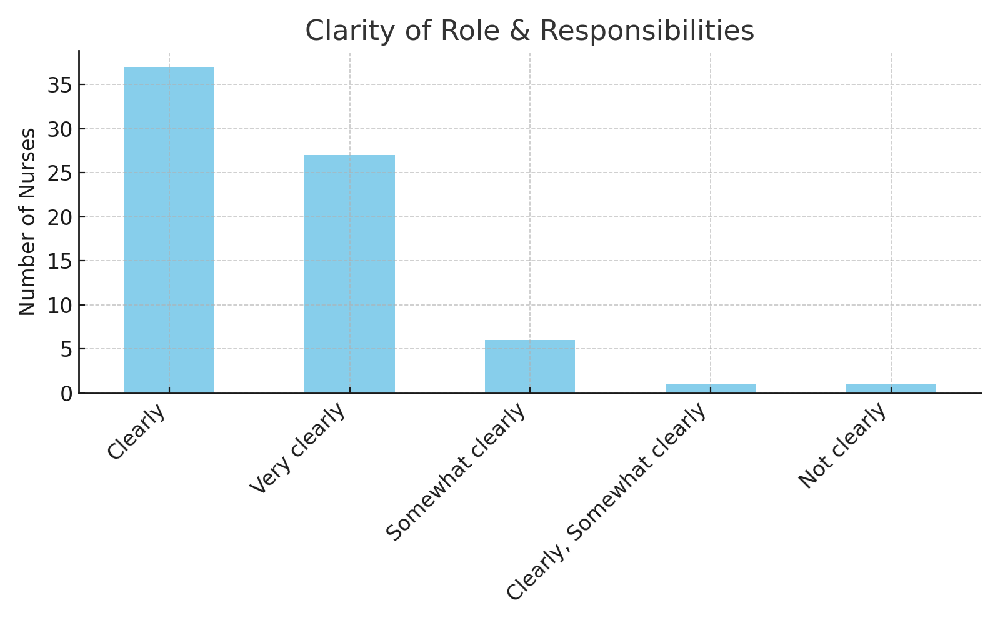 Clarity of Role & Responsibilities
Number of Nurses
35
30
25
20
15
10
5
0
Clearly
Very clearly
Somewhat clearly
Clearly, Somewhat clearly
Not clearly